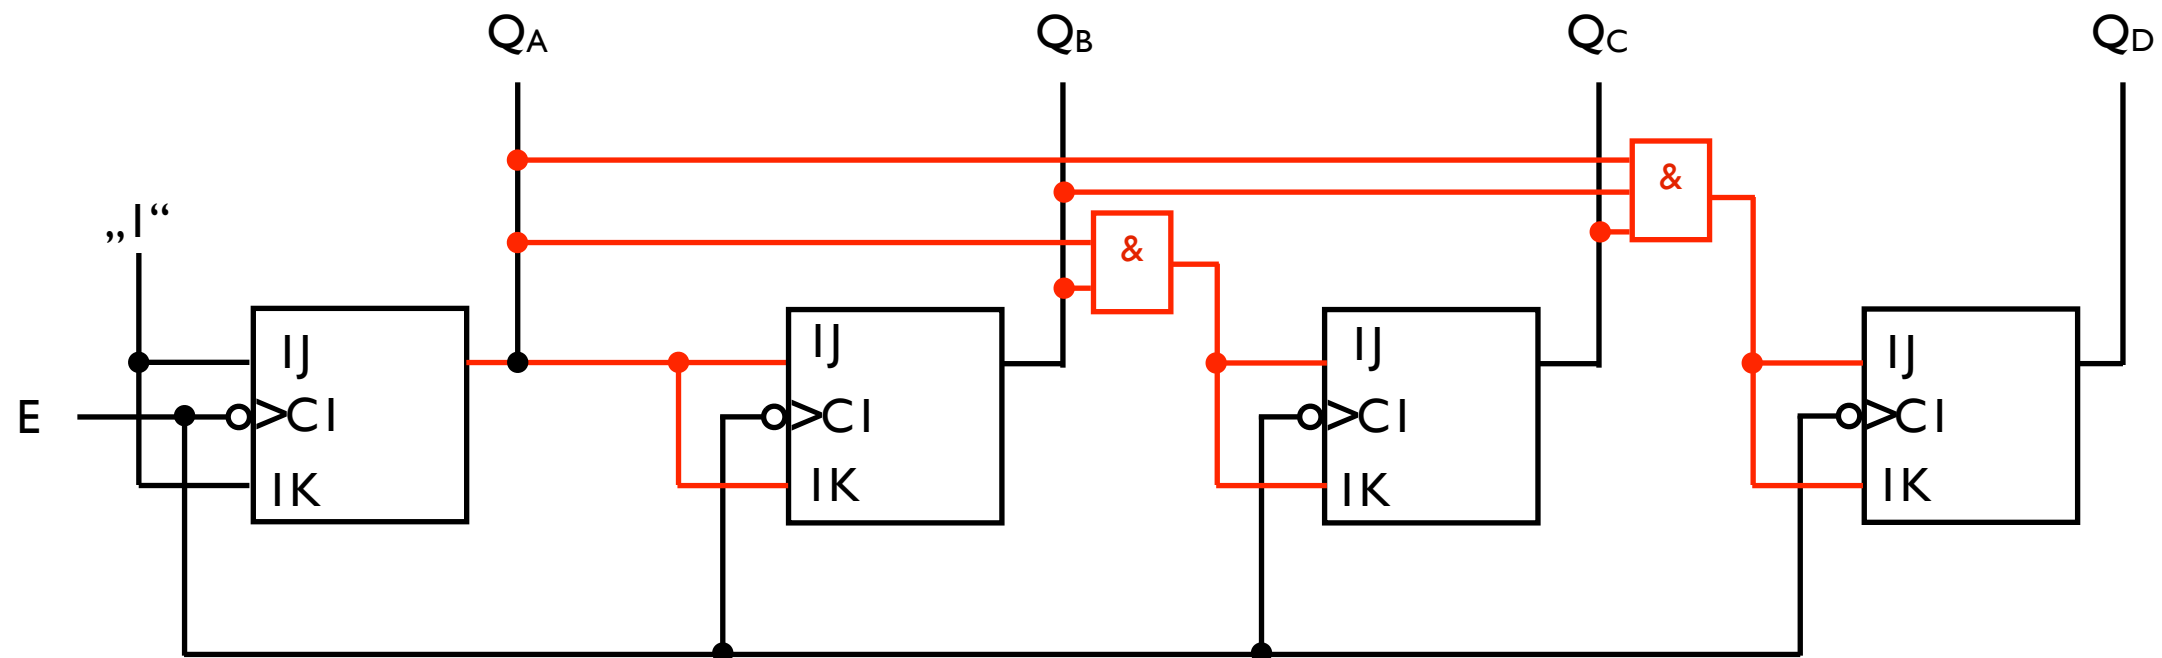 QA QB QC QD
&
„1“
&
1J 1J 1J 1J
E C1 C1 C1 C1
1K 1K 1K 1K